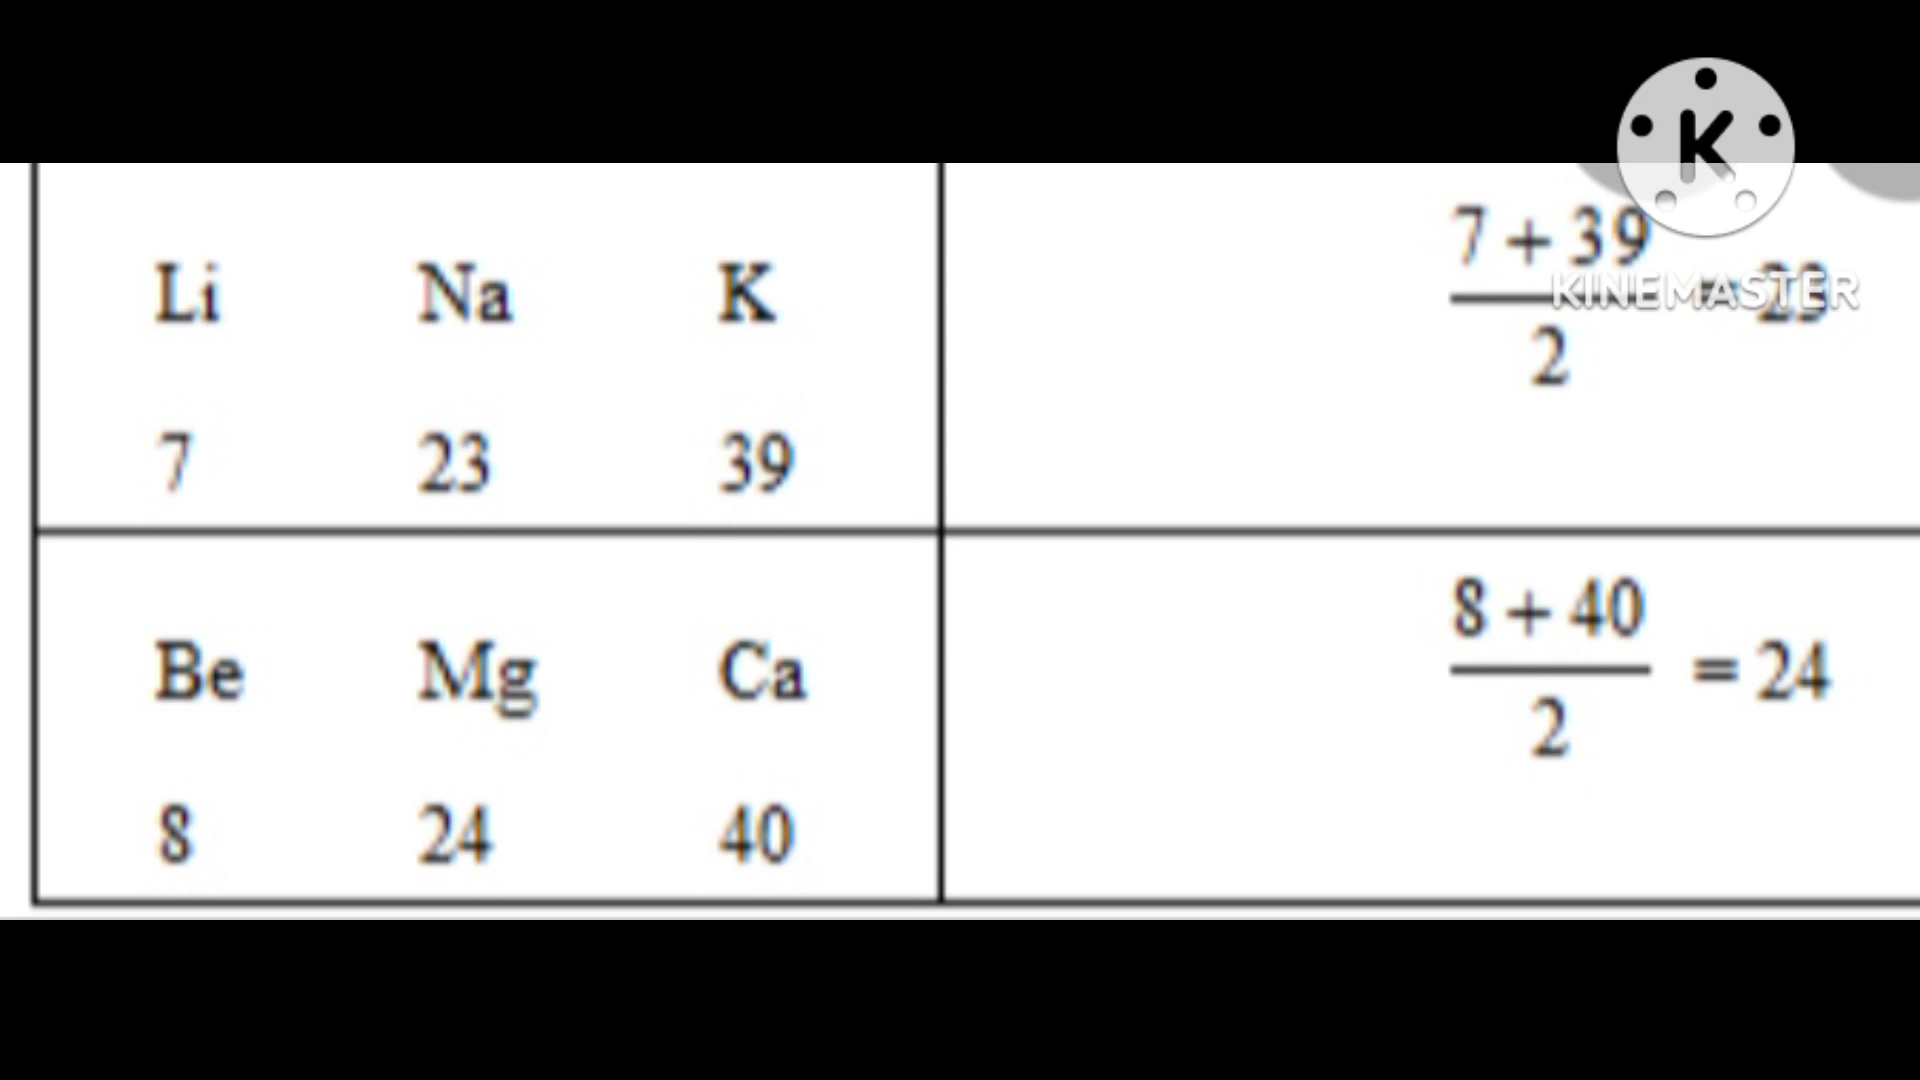 Li Na K
7 + 39
2
= 23
7 23 39
Be Mg Ca
8 + 40
2
= 24
8 24 40
K
KINEMASTER